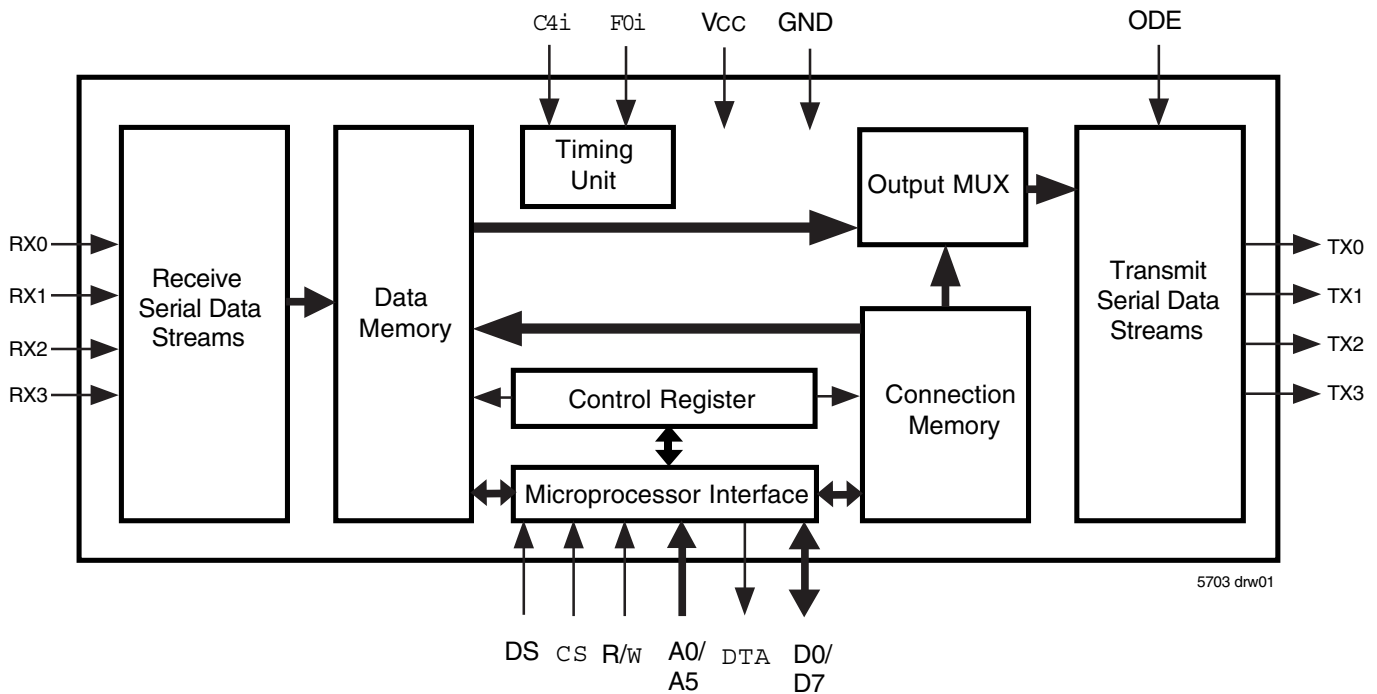 C4i F0i VCC GND ODE
Timing
Unit
Output MUX
RX0
RX1
RX2
RX3
Receive
Serial Data
Streams
Data
Memory
Transmit
Serial Data
Streams
TX0
TX1
TX2
TX3
Control Register
Connection
Memory
Microprocessor Interface
5703 drw01
DS CS R/W A0/ DTA D0/
A5 D7